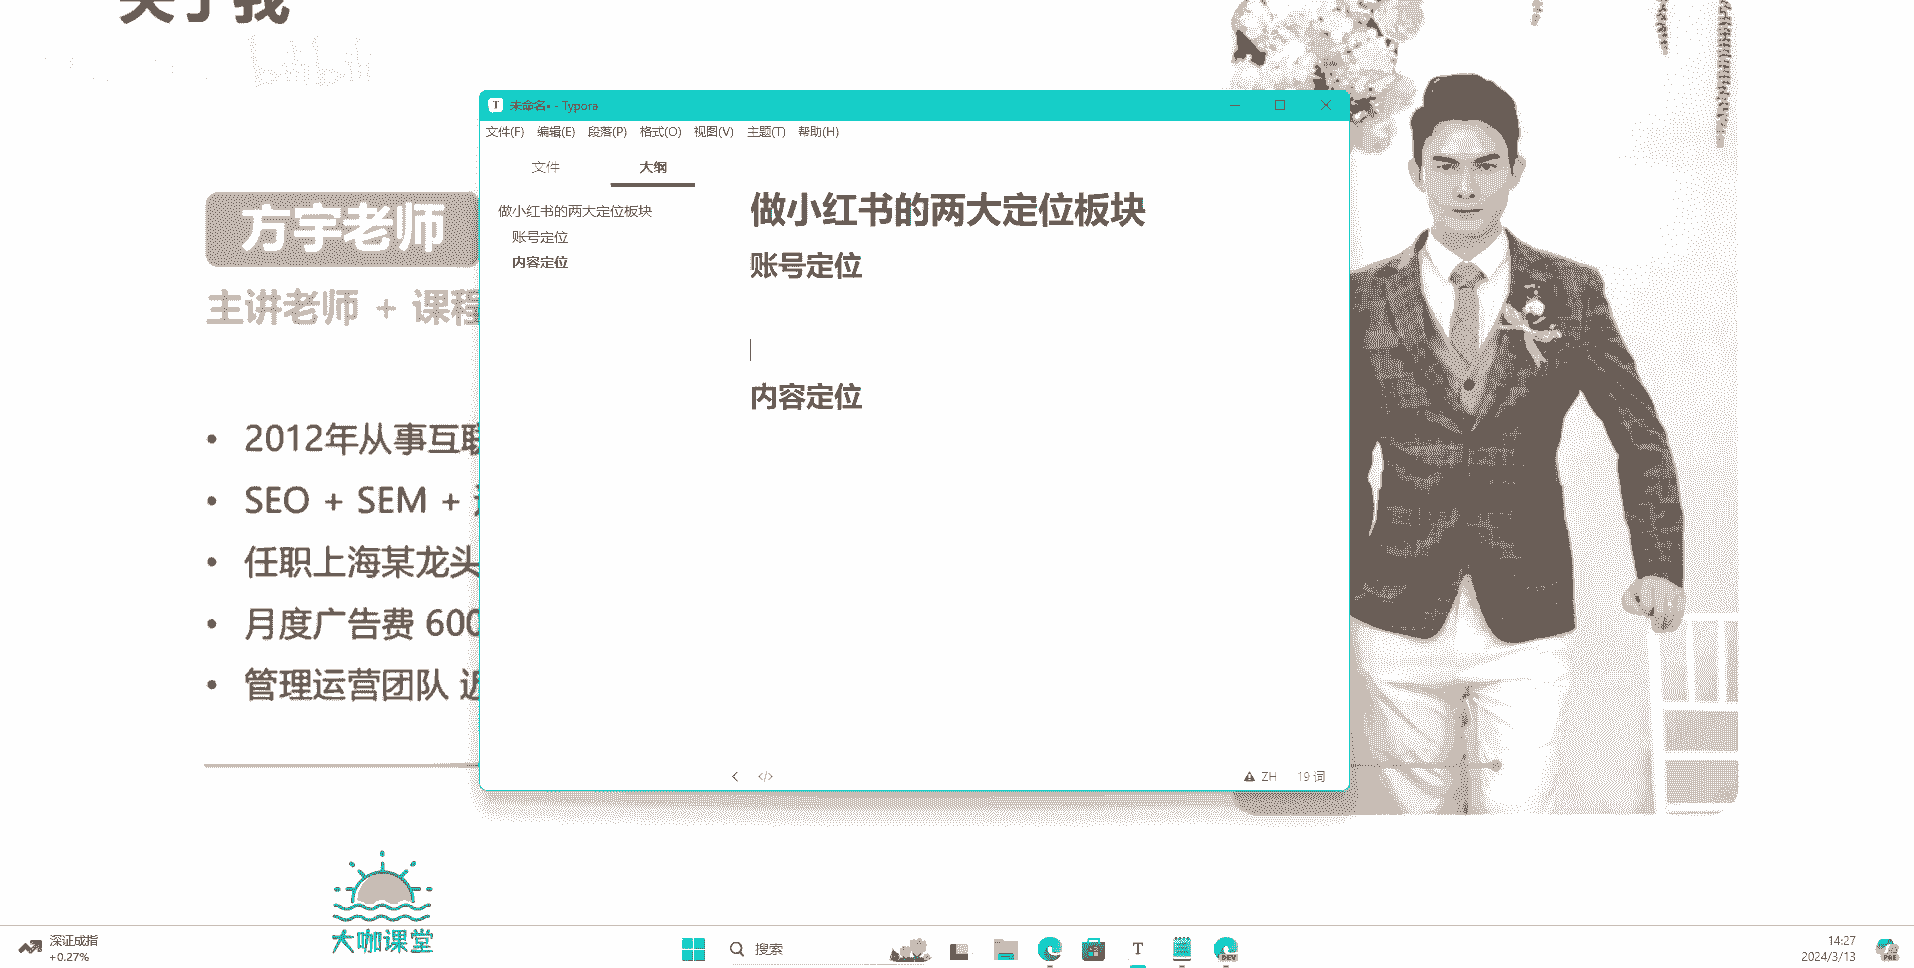 关于我
bilibili
方宇老师
主讲老师 + 课程
• 2012年从事互联
• SEO + SEM +
• 任职上海某龙头
• 月度广告费 600
• 管理运营团队 近
未命名• - Typora
文件(F) 编辑(E) 段落(P) 格式(O) 视图(V) 主题(T) 帮助(H)
文件 大纲
做小红书的两大定位板块
账号定位
内容定位
做小红书的两大定位板块
账号定位
内容定位
</>
ZH 19 词
大咖课堂
深证成指
+0.27%
搜索
T
DEV
14:27
2024/3/13
PRE